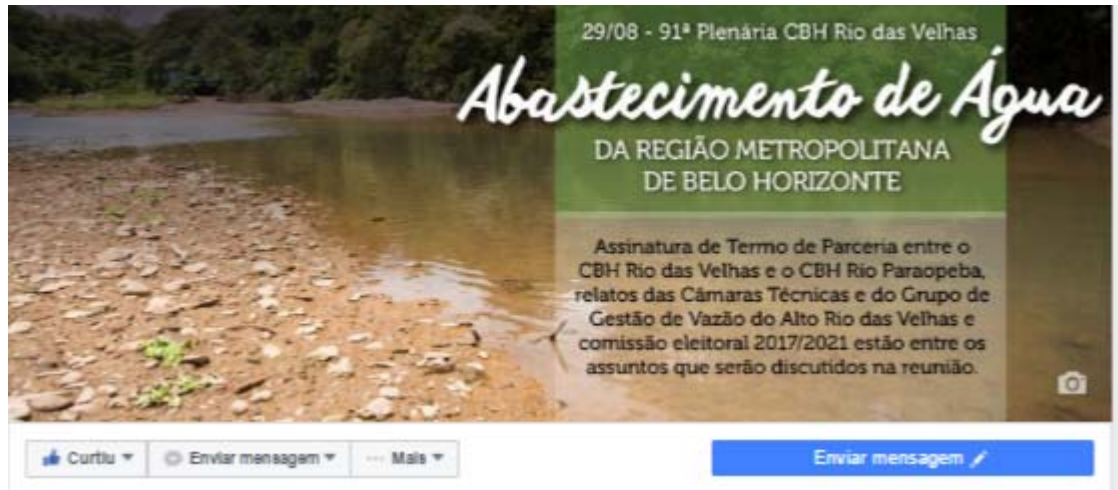 29/08 - 91ª Plenária CBH Rio das Velhas
Abastecimento de Água
DA REGIÃO METROPOLITANA
DE BELO HORIZONTE
Assinatura de Termo de Parceria entre o
CBH Rio das Velhas e o CBH Rio Paraopeba,
relatos das Câmaras Técnicas e do Grupo de
Gestão de Vazão do Alto Rio das Velhas e
comissão eleitoral 2017/2021 estão entre os
assuntos que serão discutidos na reunião.
Curtiu Enviar mensagem Mais Enviar mensagem